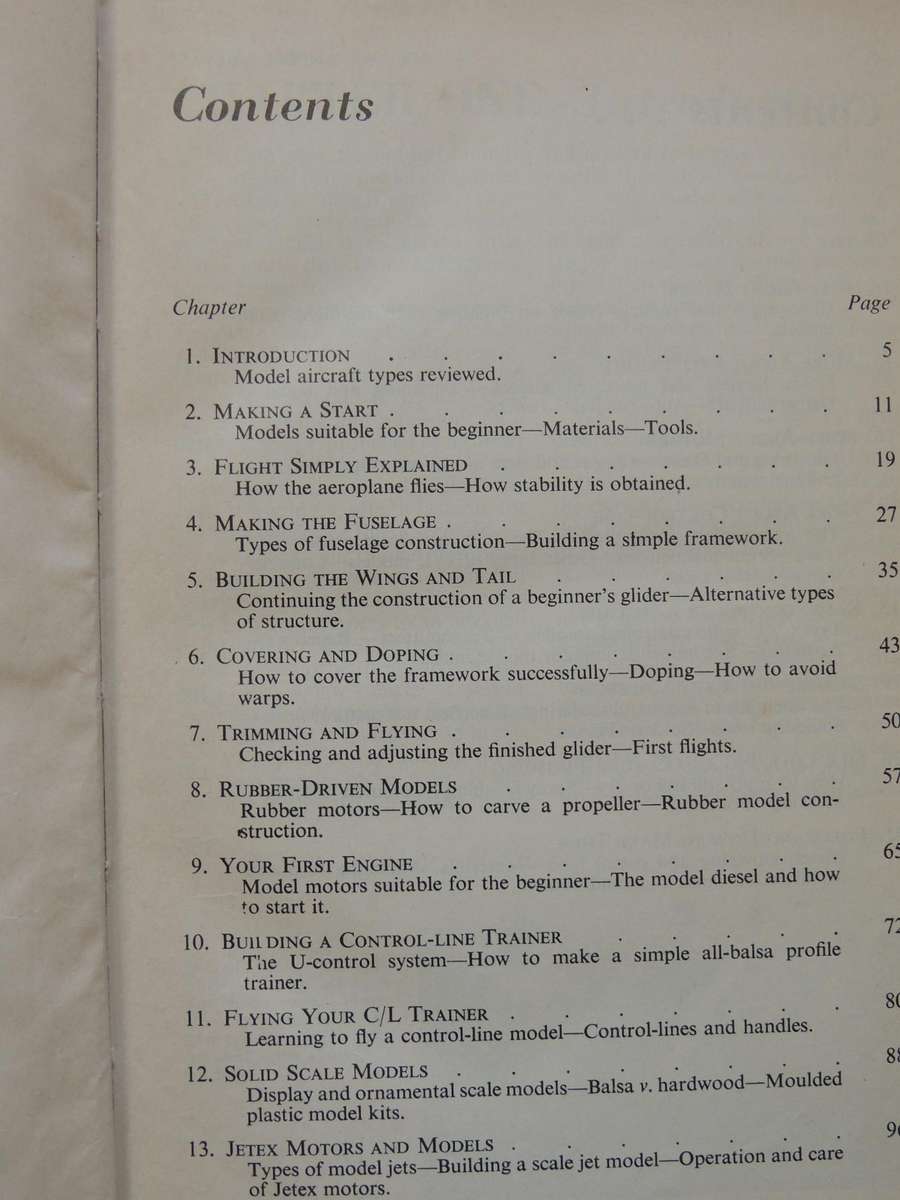 Contents
Chapter Page
1. INTRODUCTION . . . . . . . . . 5
Model aircraft types reviewed.
2. MAKING A START . . . . . . . . . 11
Models suitable for the beginner—Materials—Tools.
3. FLIGHT SIMPLY EXPLAINED . . . . . . . 19
How the aeroplane flies—How stability is obtained.
4. MAKING THE FUSELAGE . . . . . . . . 27
Types of fuselage construction—Building a simple framework.
5. BUILDING THE WINGS AND TAIL . . . . . . 35
Continuing the construction of a beginner's glider—Alternative types
of structure.
6. COVERING AND DOPING . . . . . . . . 43
How to cover the framework successfully—Doping—How to avoid
warps.
7. TRIMMING AND FLYING . . . . . . . . 50
Checking and adjusting the finished glider—First flights.
8. RUBBER-DRIVEN MODELS . . . . . . . 57
Rubber motors—How to carve a propeller—Rubber model con-
struction.
9. YOUR FIRST ENGINE . . . . . . . . 65
Model motors suitable for the beginner—The model diesel and how
to start it.
10. BUILDING A CONTROL-LINE TRAINER . . . . . 72
The U-control system—How to make a simple all-balsa profile
trainer.
11. FLYING YOUR C/L TRAINER . . . . . . . 80
Learning to fly a control-line model—Control-lines and handles.
12. SOLID SCALE MODELS . . . . . . . . 88
Display and ornamental scale models—Balsa v. hardwood—Moulded
plastic model kits.
13. JETEX MOTORS AND MODELS . . . . . . . 96
Types of model jets—Building a scale jet model—Operation and care
of Jetex motors.